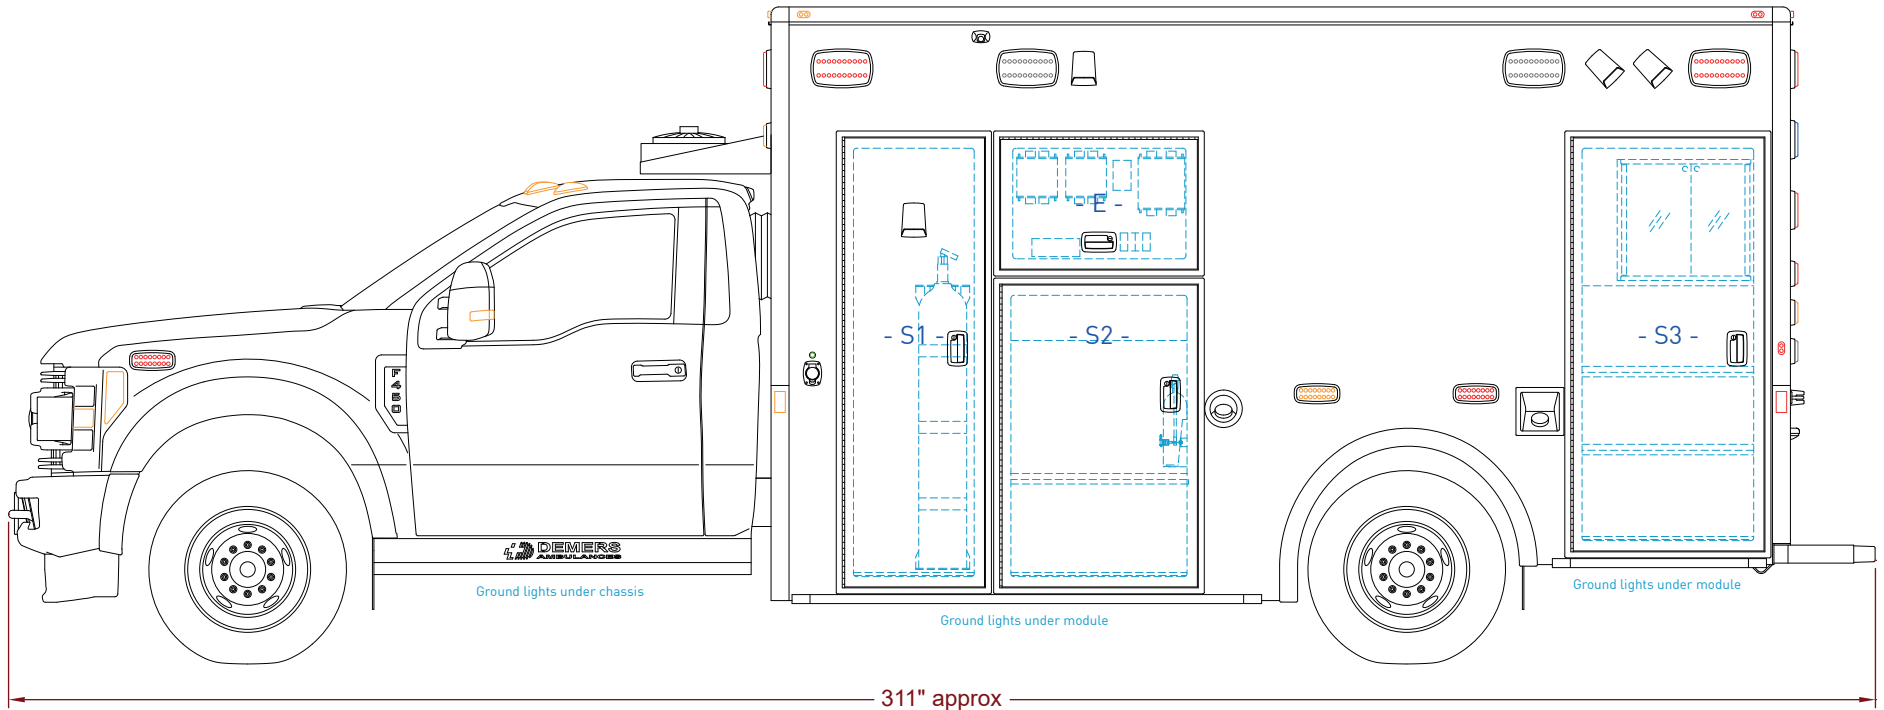 - E -
- S1 -
- S2 -
- S3 -
F
4
5
0
DEMERS
AMBULANCES
Ground lights under chassis
Ground lights under module
Ground lights under module
311" approx